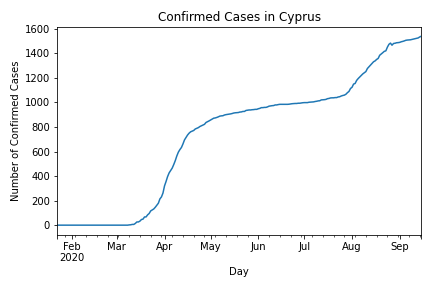 Confirmed Cases in Cyprus
Number of Confirmed Cases
1600
1400
1200
1000
800
600
400
200
0
Feb Mar Apr May Jun Jul Aug Sep
2020
Day